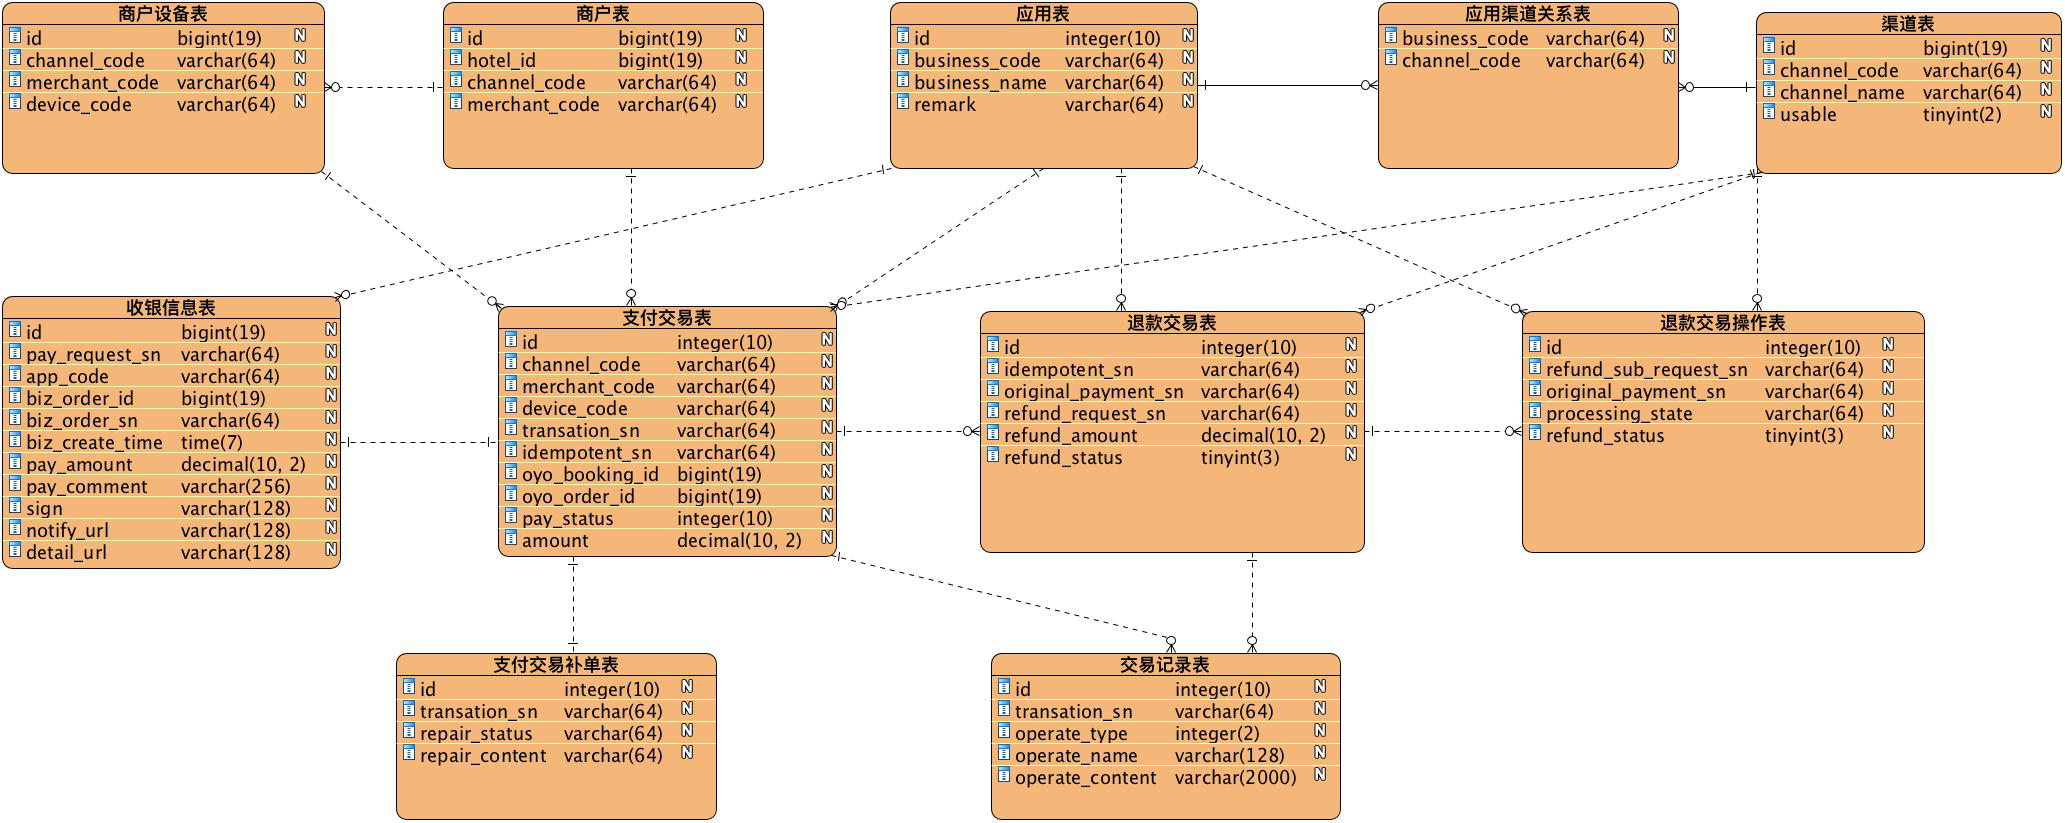 商户设备表
id bigint(19) N
channel_code varchar(64) N
merchant_code varchar(64) N
device_code varchar(64) N
商户表
id bigint(19) N
hotel_id bigint(19) N
channel_code varchar(64) N
merchant_code varchar(64) N
应用表
id integer(10) N
business_code varchar(64) N
business_name varchar(64) N
remark varchar(64) N
应用渠道关系表
business_code varchar(64) N
channel_code varchar(64) N
渠道表
id bigint(19) N
channel_code varchar(64) N
channel_name varchar(64) N
usable tinyint(2) N
收银信息表
id bigint(19) N
pay_request_sn varchar(64) N
app_code varchar(64) N
biz_order_id bigint(19) N
biz_order_sn varchar(64) N
biz_create_time time(7) N
pay_amount decimal(10, 2) N
pay_comment varchar(256) N
sign varchar(128) N
notify_url varchar(128) N
detail_url varchar(128) N
支付交易表
id integer(10) N
channel_code varchar(64) N
merchant_code varchar(64) N
device_code varchar(64) N
transation_sn varchar(64) N
idempotent_sn varchar(64) N
oyo_booking_id bigint(19) N
oyo_order_id bigint(19) N
pay_status integer(10) N
amount decimal(10, 2) N
退款交易表
id integer(10) N
idempotent_sn varchar(64) N
original_payment_sn varchar(64) N
refund_request_sn varchar(64) N
refund_amount decimal(10, 2) N
refund_status tinyint(3) N
退款交易操作表
id integer(10) N
refund_sub_request_sn varchar(64) N
original_payment_sn varchar(64) N
processing_state varchar(64) N
refund_status tinyint(3) N
支付交易补单表
id integer(10) N
transation_sn varchar(64) N
repair_status varchar(64) N
repair_content varchar(64) N
交易记录表
id integer(10) N
transation_sn varchar(64) N
operate_type integer(2) N
operate_name varchar(128) N
operate_content varchar(2000) N